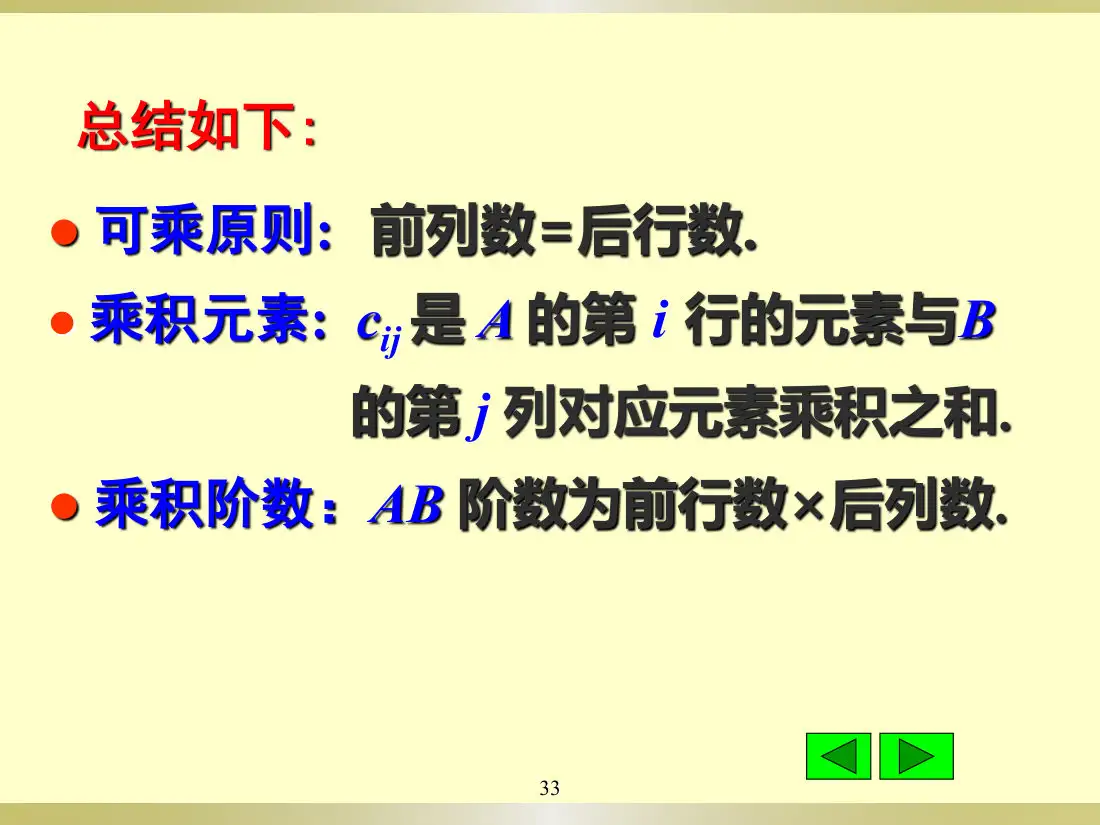 总结如下:
● 可乘原则: 前列数=后行数.
● 乘积元素: cij 是 A 的第 i 行的元素与B
的第 j 列对应元素乘积之和.
● 乘积阶数: AB 阶数为前行数×后列数.
33